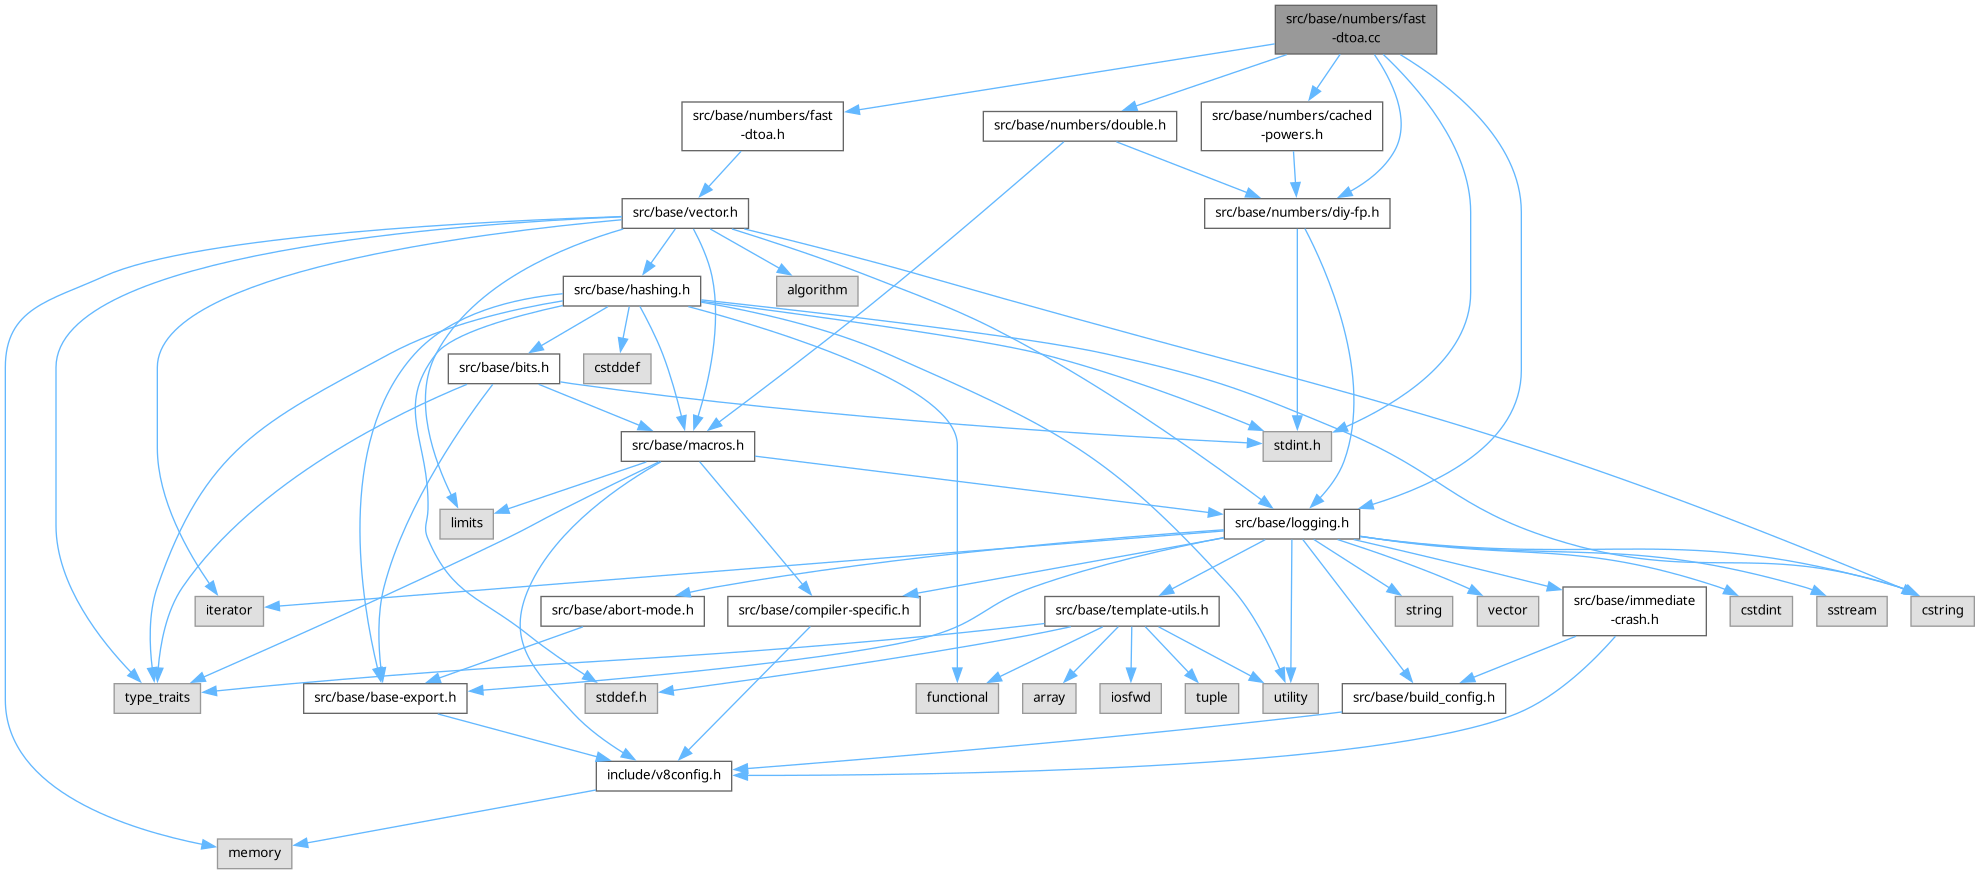 src/base/numbers/fast
-dtoa.cc
src/base/numbers/fast
-dtoa.h
src/base/numbers/double.h
src/base/numbers/cached
-powers.h
src/base/vector.h
src/base/numbers/diy-fp.h
src/base/hashing.h
algorithm
src/base/bits.h
cstddef
src/base/macros.h
stdint.h
limits
src/base/logging.h
iterator
src/base/abort-mode.h
src/base/compiler-specific.h
src/base/template-utils.h
string
vector
src/base/immediate
-crash.h
cstdint
sstream
cstring
type_traits
src/base/base-export.h
stddef.h
functional
array
iosfwd
tuple
utility
src/base/build_config.h
include/v8config.h
memory